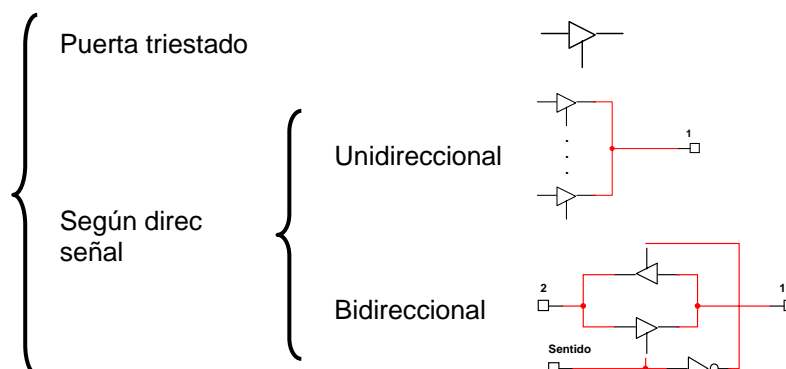 Puerta triestado
1
Unidireccional
Según direc
señal
2
1
Bidireccional
Sentido